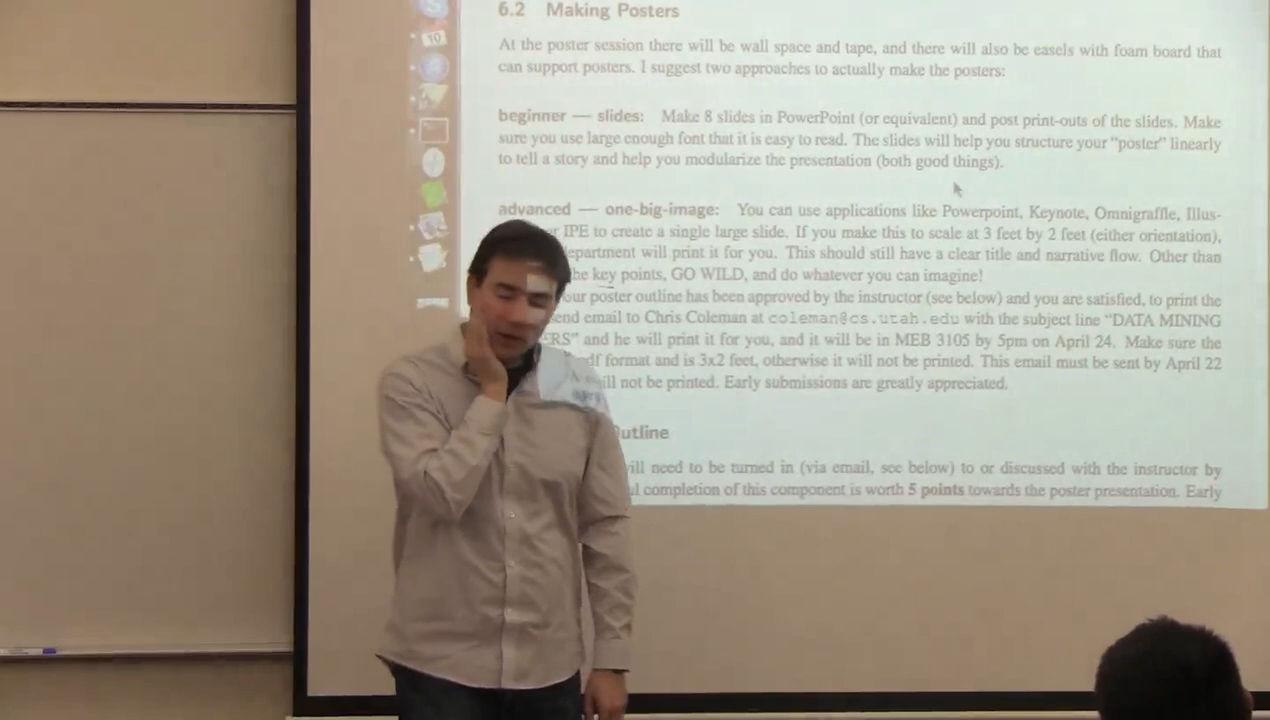 6.2 Making Posters
At the poster session there will be wall space and tape, and there will also be easels with foam board that
can support posters. I suggest two approaches to actually make the posters:
beginner — slides: Make 8 slides in PowerPoint (or equivalent) and post print-outs of the slides. Make
sure you use large enough font that it is easy to read. The slides will help you structure your "poster" linearly
to tell a story and help you modularize the presentation (both good things).
advanced — one-big-image: You can use applications like Powerpoint, Keynote, Omnigraffle, Illus-
or IPE to create a single large slide. If you make this to scale at 3 feet by 2 feet (either orientation),
epartment will print it for you. This should still have a clear title and narrative flow. Other than
he key points, GO WILD, and do whatever you can imagine!
our poster outline has been approved by the instructor (see below) and you are satisfied, to print the
end email to Chris Coleman at coleman@cs.utah.edu with the subject line "DATA MINING
ERS" and he will print it for you, and it will be in MEB 3105 by 5pm on April 24. Make sure the
df format and is 3x2 feet, otherwise it will not be printed. This email must be sent by April 22
ill not be printed. Early submissions are greatly appreciated.
Outline
ill need to be turned in (via email, see below) to or discussed with the instructor by
l completion of this component is worth 5 points towards the poster presentation. Early
10